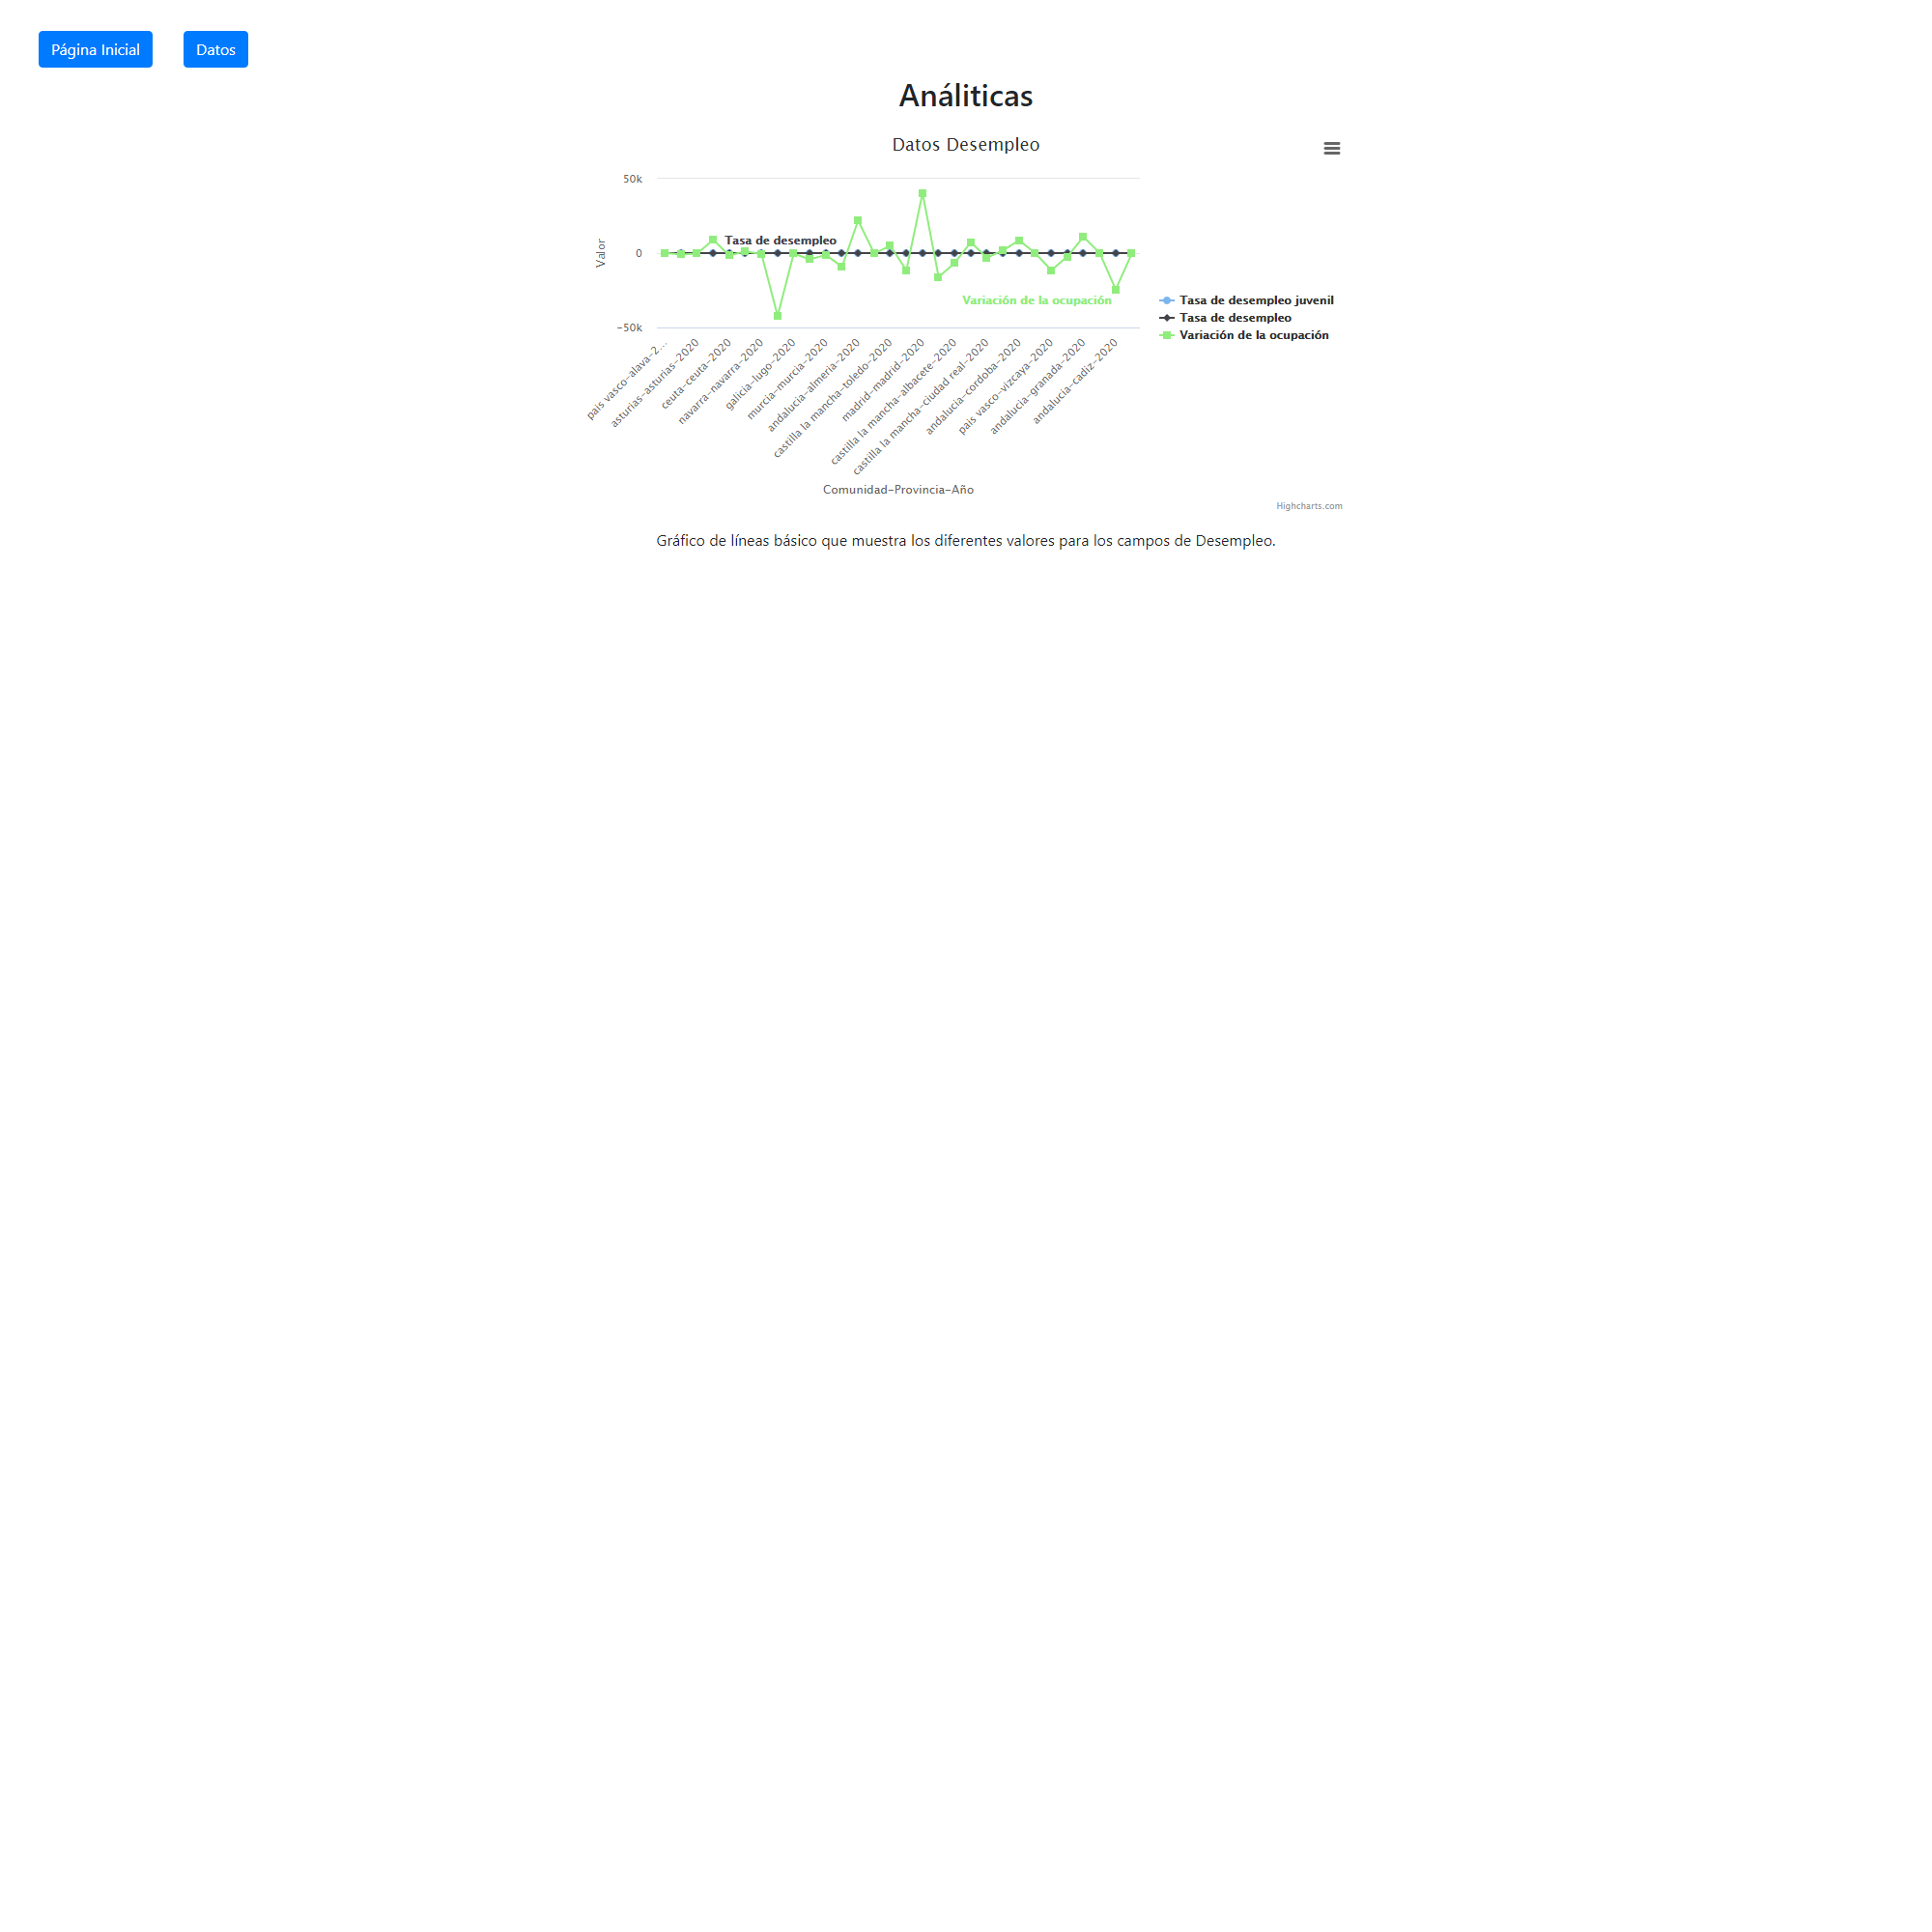 Página Inicial
Datos
Análiticas
Datos Desempleo
50k
0
-50k
Valor
Tasa de desempleo
Variación de la ocupación
Tasa de desempleo juvenil
Tasa de desempleo
Variación de la ocupación
pais vasco-alava-2...
asturias-asturias-2020
ceuta-ceuta-2020
navarra-navarra-2020
galicia-lugo-2020
murcia-murcia-2020
andalucia-almeria-2020
castilla la mancha-toledo-2020
madrid-madrid-2020
castilla la mancha-albacete-2020
castilla la mancha-ciudad real-2020
andalucia-cordoba-2020
pais vasco-vizcaya-2020
andalucia-granada-2020
andalucia-cadiz-2020
Comunidad-Provincia-Año
Highcharts.com
Gráfico de líneas básico que muestra los diferentes valores para los campos de Desempleo.